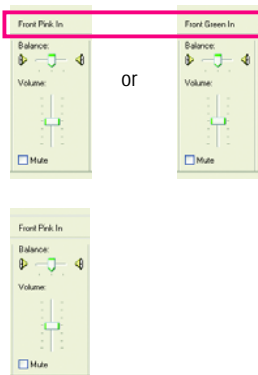 Front Pink In Front Green In
Balance: Balance:
or
Volume: Volume:
Mute Mute
Front Pink In
Balance:
Volume:
Mute